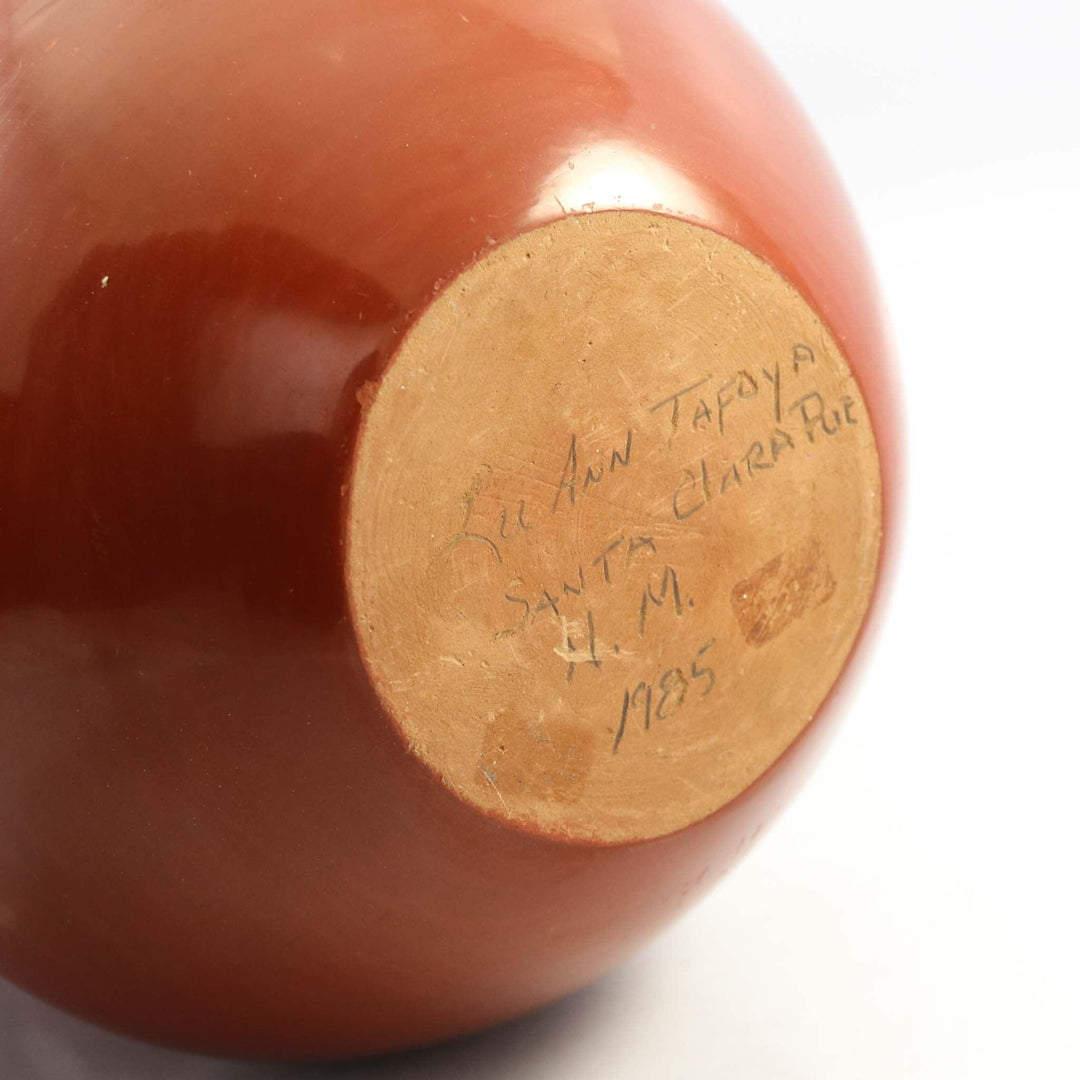 Lu Ann Tafoya
Santa Clara Pue
N. M.
1985